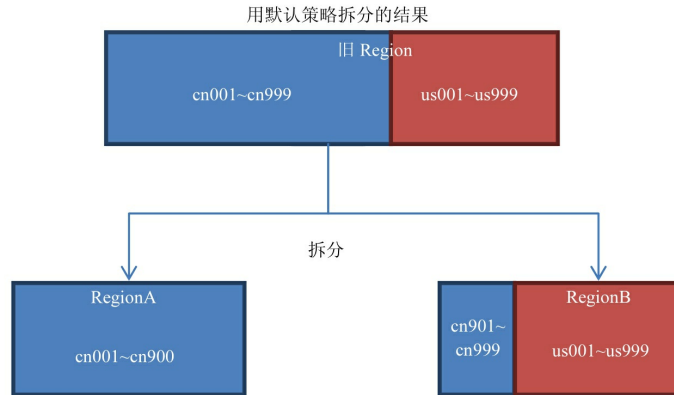 用默认策略拆分的结果
旧 Region
cn001~cn999
us001~us999
拆分
RegionA
cn001~cn900
RegionB
cn901~
cn999
us001~us999